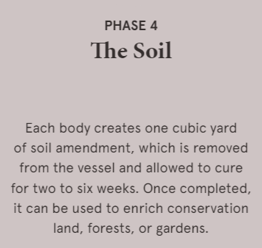 PHASE 4
The Soil
Each body creates one cubic yard
of soil amendment, which is removed
from the vessel and allowed to cure
for two to six weeks. Once completed,
it can be used to enrich conservation
land, forests, or gardens.